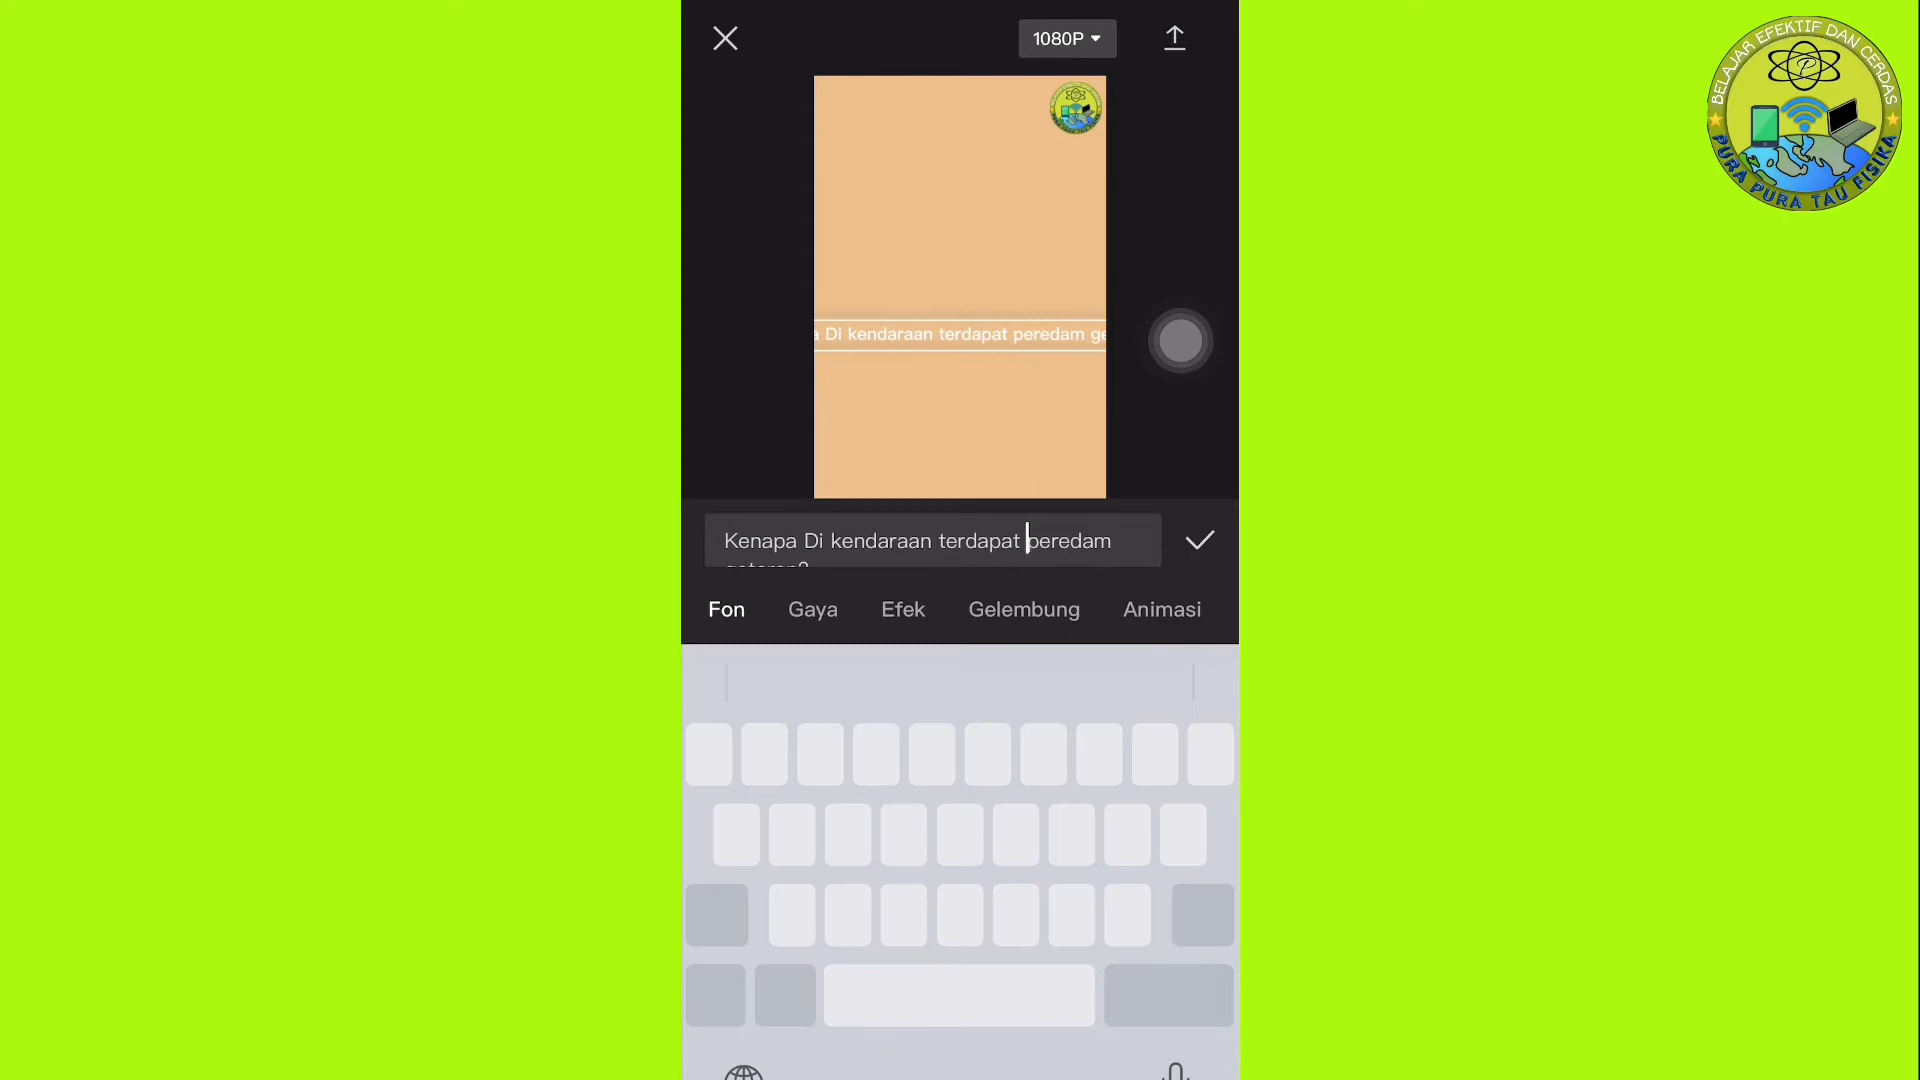 1080P
BELAJAR EFEKTIF DAN CERDAS
PURA PURA TAU FISIKA
a Di kendaraan terdapat peredam ge
Kenapa Di kendaraan terdapat peredam
getaran?
Fon Gaya Efek Gelembung Animasi